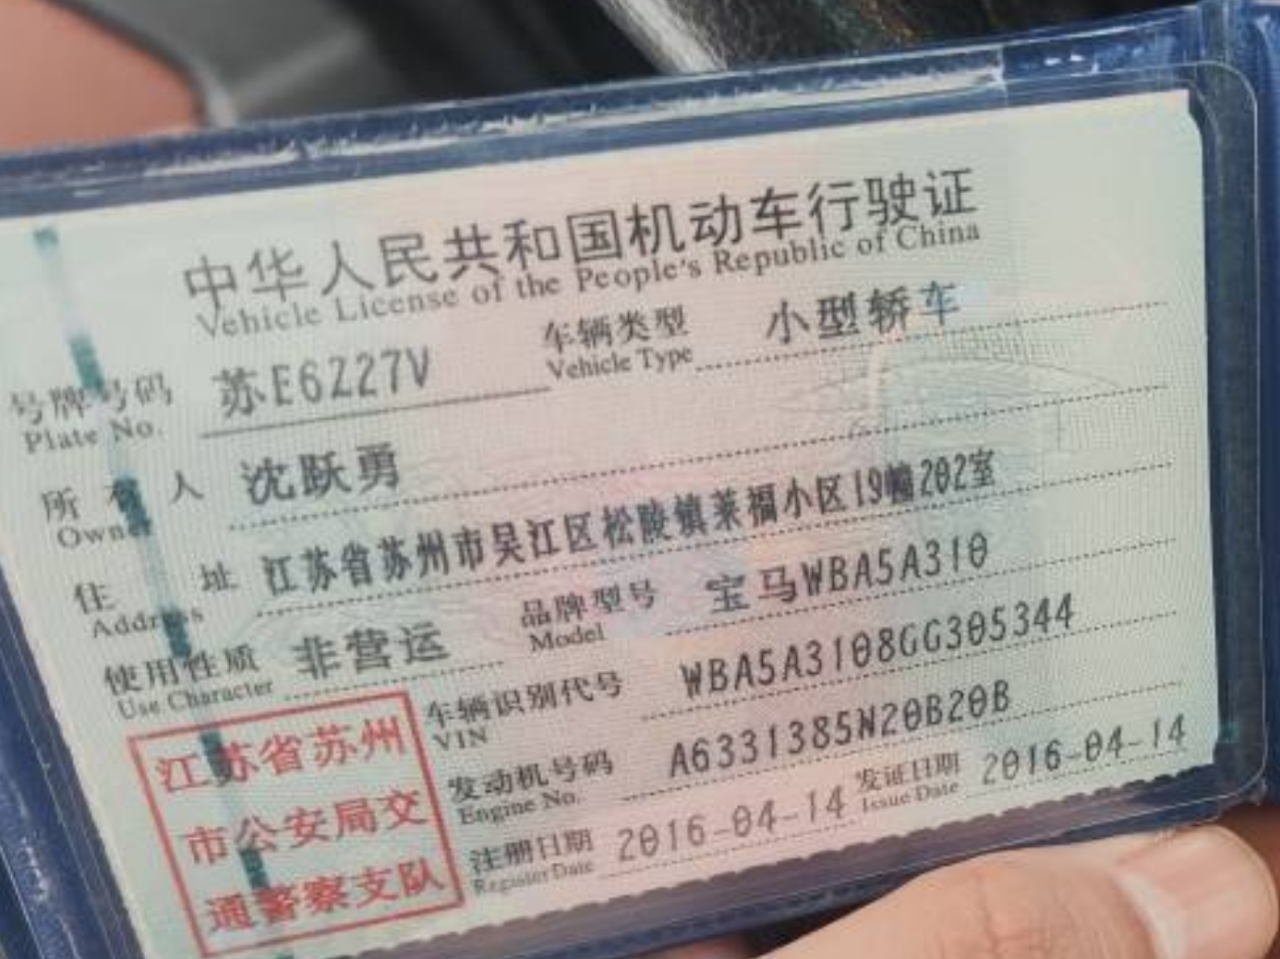 中华人民共和国机动车行驶证
Vehicle License of the People's Republic of China
号牌号码 苏E6Z27V 车辆类型 小型轿车
Plate No. Vehicle Type
所有人 沈跃勇
Owner
住址 江苏省苏州市吴江区松陵镇莱福小区19幢202室
Address
使用性质 非营运 品牌型号 宝马WBA5A310
Use Character Model
江苏省苏州
市公安局交
通警察支队
车辆识别代号 WBA5A3108GG305344
VIN
发动机号码 A6331385N20B20B
Engine No.
注册日期 2016-04-14 发证日期 2016-04-14
Register Date Issue Date